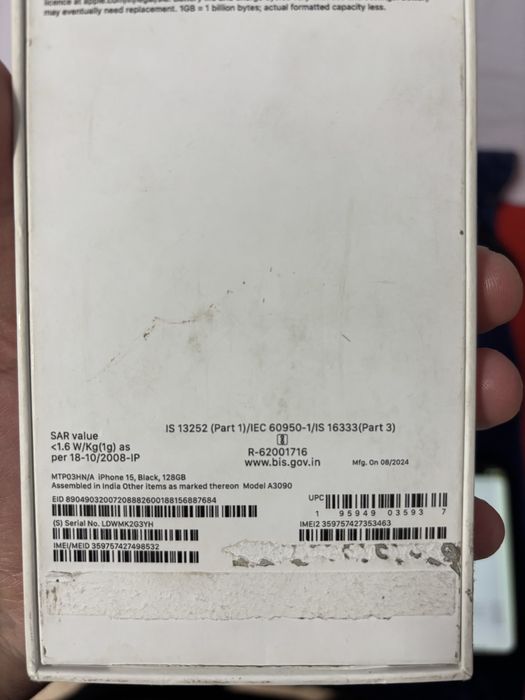 may eventually need replacement. 1GB = 1 billion bytes; actual formatted capacity less.
SAR value
<1.6 W/Kg(1g) as
per 18-10/2008-IP
IS 13252 (Part 1)/IEC 60950-1/IS 16333(Part 3)
R-62001716
www.bis.gov.in
Mfg. On 08/2024
MTP03HN/A iPhone 15, Black, 128GB
Assembled in India Other items as marked thereon Model A3090
EID 89049032007208882600188156887684
UPC
1 95949 03593 7
(S) Serial No. LDWMK2G3YH
IMEI2 359757427353463
IMEI/MEID 359757427498532